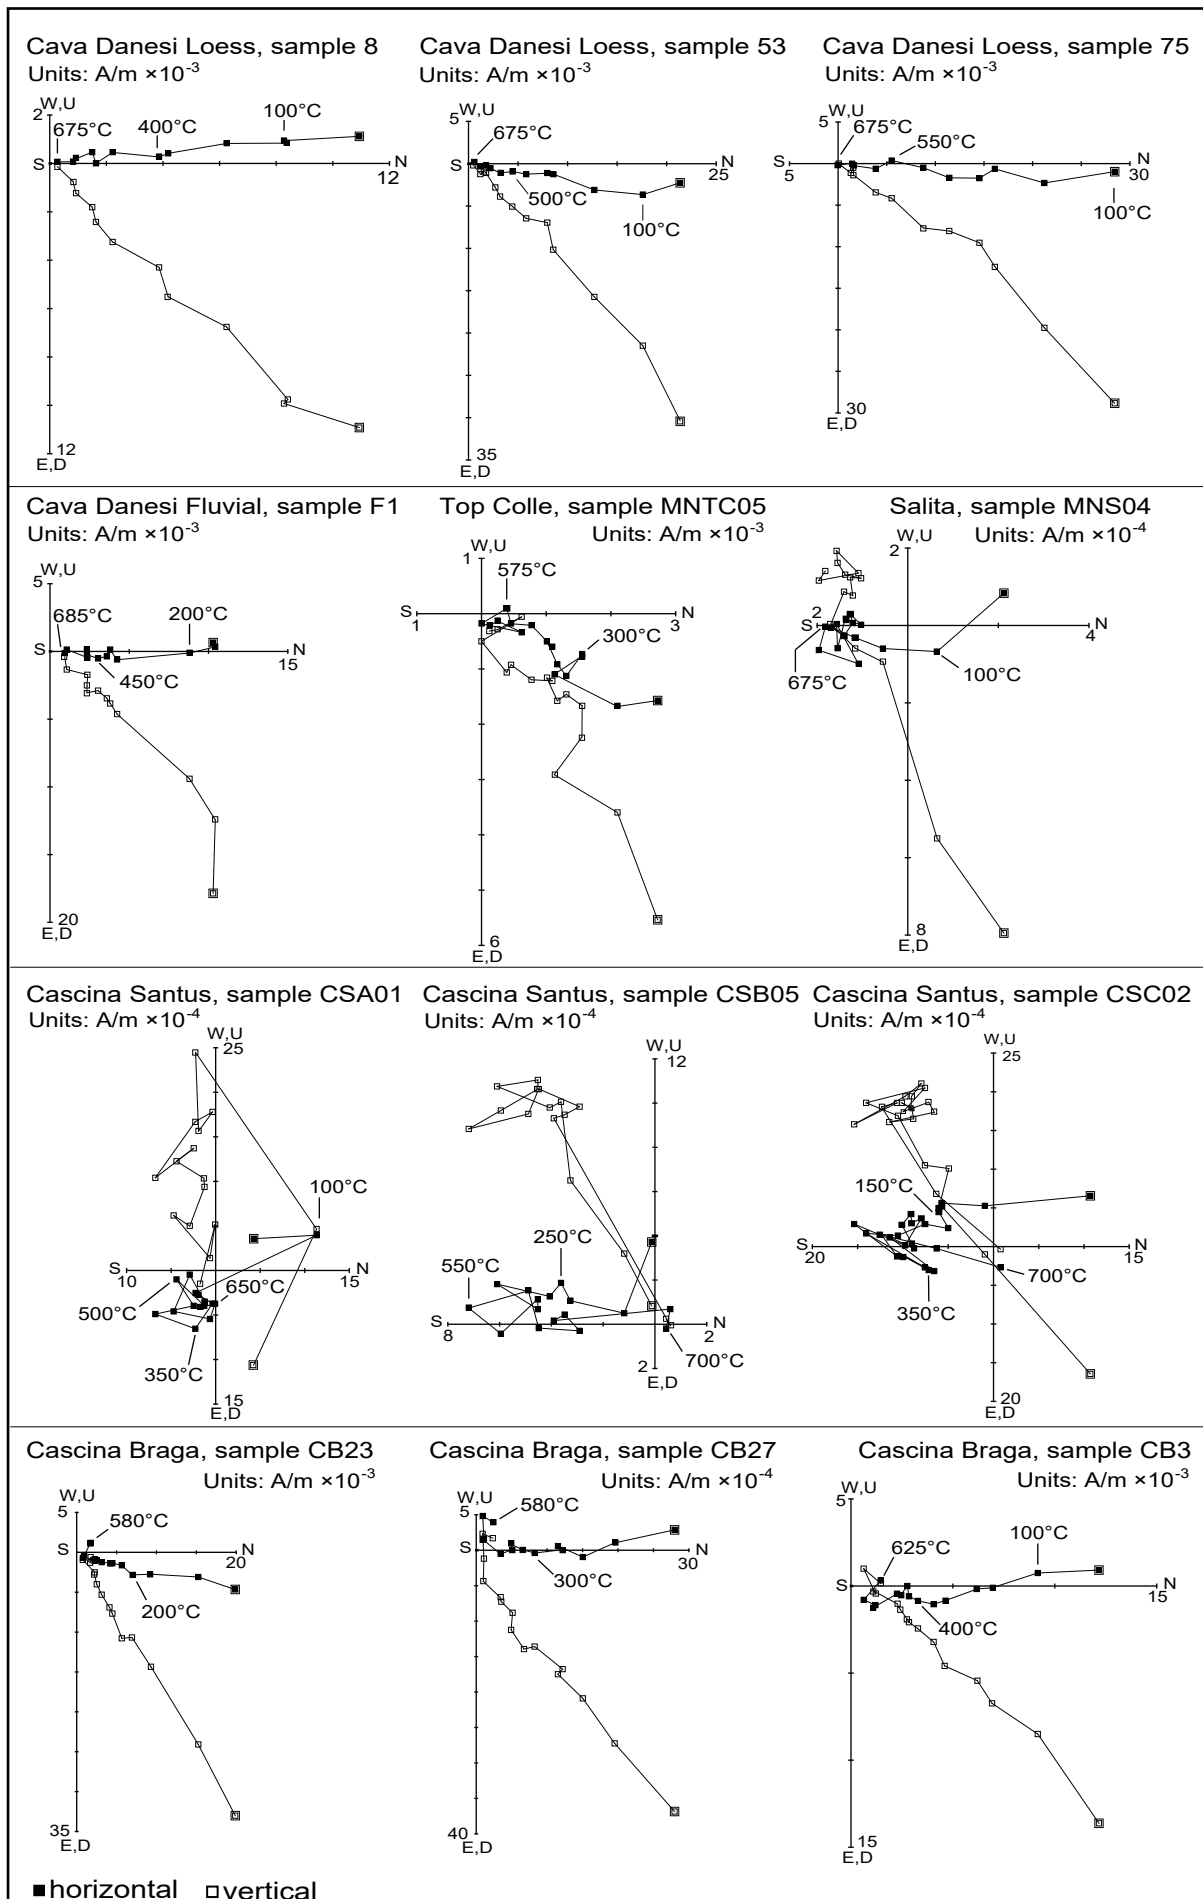 Cava Danesi Loess, sample 8
Units: A/m ×10-3
W,U
2
675°C
400°C
100°C
S
N
12
12
E,D
Cava Danesi Loess, sample 53
Units: A/m ×10-3
W,U
5
675°C
S
N
25
500°C
100°C
35
E,D
Cava Danesi Loess, sample 75
Units: A/m ×10-3
W,U
5
675°C
550°C
S
N
5
30
100°C
30
E,D
Cava Danesi Fluvial, sample F1
Units: A/m ×10-3
W,U
5
685°C
200°C
S
N
15
450°C
20
E,D
Top Colle, sample MNTC05
Units: A/m ×10-3
W,U
1
575°C
S
N
1
3
300°C
6
E,D
Salita, sample MNS04
Units: A/m ×10-4
W,U
2
2
S
N
4
100°C
675°C
8
E,D
Cascina Santus, sample CSA01
Units: A/m ×10-4
W,U
25
100°C
S
N
10
15
650°C
500°C
350°C
15
E,D
Cascina Santus, sample CSB05
Units: A/m ×10-4
W,U
12
250°C
550°C
S
N
8
2
700°C
2
E,D
Cascina Santus, sample CSC02
Units: A/m ×10-4
W,U
25
150°C
S
N
20
15
700°C
350°C
20
E,D
Cascina Braga, sample CB23
Units: A/m ×10-3
W,U
5
580°C
20
N
S
200°C
35
E,D
Cascina Braga, sample CB27
Units: A/m ×10-4
W,U
5
580°C
S
N
30
300°C
40
E,D
Cascina Braga, sample CB3
Units: A/m ×10-3
W,U
5
625°C
100°C
S
N
15
400°C
15
E,D
horizontal vertical